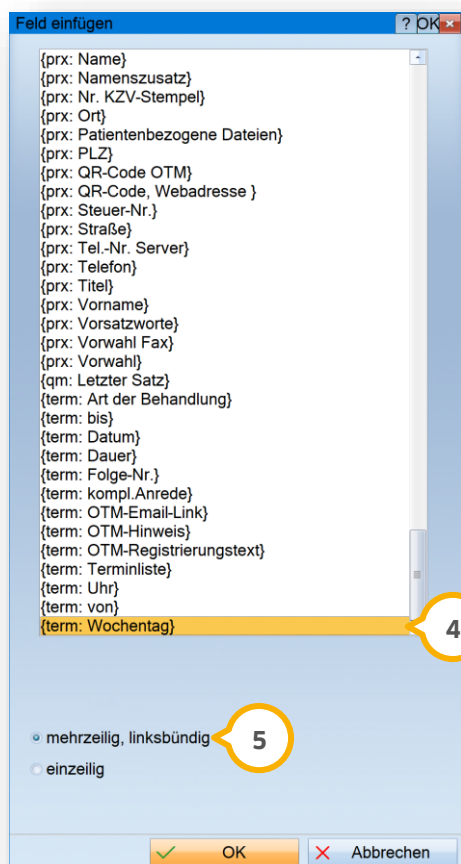 Feld einfügen ? OK ×
{prx: Name}
{prx: Namenszusatz}
{prx: Nr. KZV-Stempel}
{prx: Ort}
{prx: Patientenbezogene Dateien}
{prx: PLZ}
{prx: QR-Code OTM}
{prx: QR-Code, Webadresse }
{prx: Steuer-Nr.}
{prx: Straße}
{prx: Tel.-Nr. Server}
{prx: Telefon}
{prx: Titel}
{prx: Vorname}
{prx: Vorsatzworte}
{prx: Vorwahl Fax}
{prx: Vorwahl}
{qm: Letzter Satz}
{term: Art der Behandlung}
{term: bis}
{term: Datum}
{term: Dauer}
{term: Folge-Nr.}
{term: kompl.Anrede}
{term: OTM-Email-Link}
{term: OTM-Hinweis}
{term: OTM-Registrierungstext}
{term: Terminliste}
{term: Uhr}
{term: von}
{term: Wochentag} 4
mehrzeilig, linksbündig 5
einzeilig
OK Abbrechen